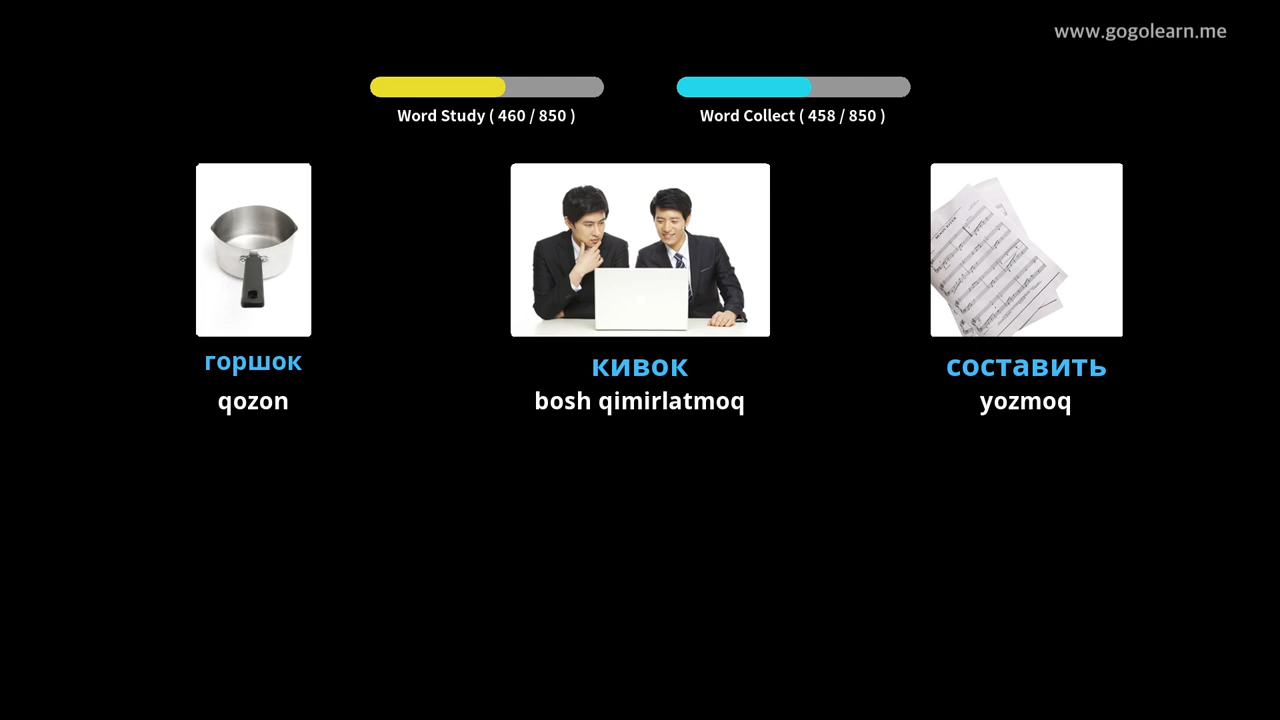 www.gogolearn.me
Word Study ( 460 / 850 )
Word Collect ( 458 / 850 )
горшок
qozon
кивок
bosh qimirlatmoq
составить
yozmoq